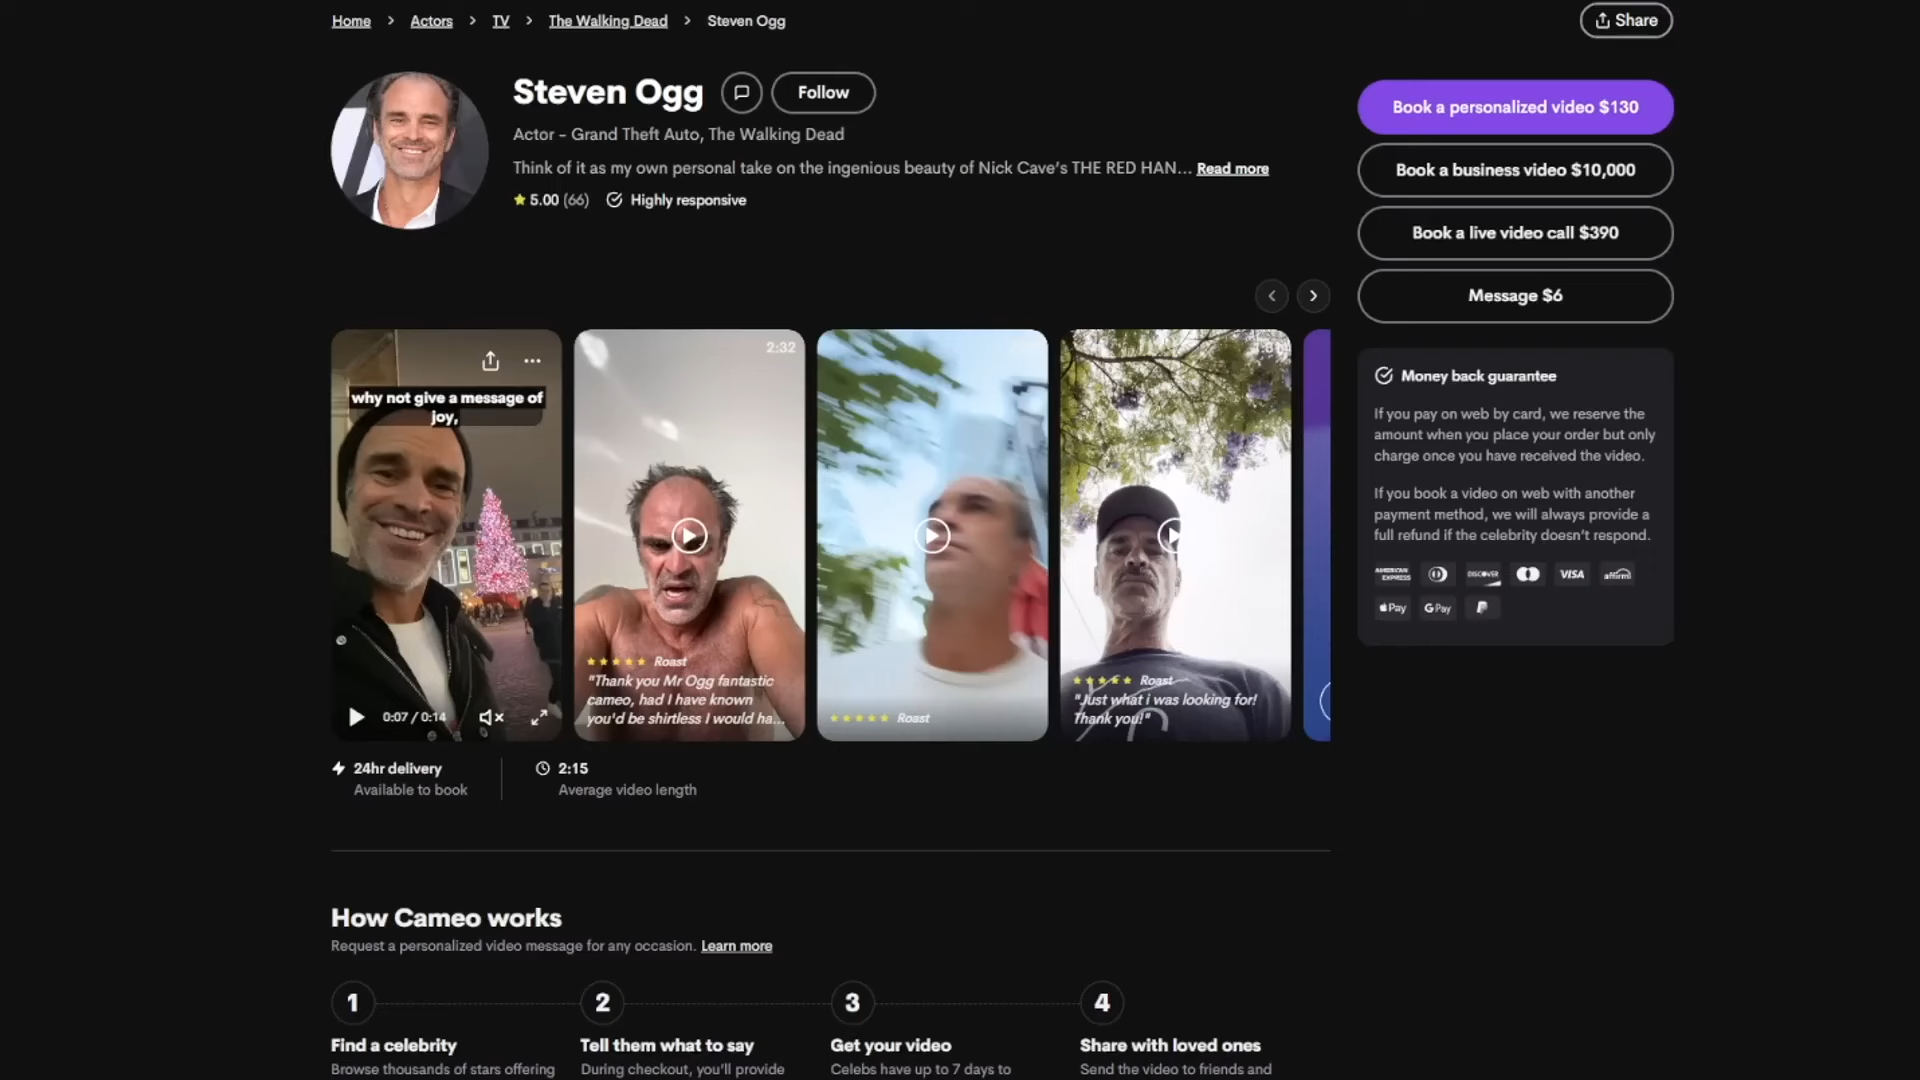 Home > Actors > TV > The Walking Dead > Steven Ogg
Share
Steven Ogg
Follow
Actor - Grand Theft Auto, The Walking Dead
Think of it as my own personal take on the ingenious beauty of Nick Cave's THE RED HAN... Read more
5.00 (66) Highly responsive
Book a personalized video $130
Book a business video $10,000
Book a live video call $390
Message $6
Money back guarantee
If you pay on web by card, we reserve the
amount when you place your order but only
charge once you have received the video.
If you book a video on web with another
payment method, we will always provide a
full refund if the celebrity doesn't respond.
AMERICAN EXPRESS DISCOVER VISA affirm
Pay G Pay
why not give a message of
joy,
0:07 / 0:14
2:32
Roast
"Thank you Mr Ogg fantastic
cameo, had I have known
you'd be shirtless I would ha...
Roast
Roast
"Just what i was looking for!
Thank you!"
24hr delivery
Available to book
2:15
Average video length
How Cameo works
Request a personalized video message for any occasion. Learn more
1
Find a celebrity
Browse thousands of stars offering
2
Tell them what to say
During checkout, you'll provide
3
Get your video
Celebs have up to 7 days to
4
Share with loved ones
Send the video to friends and